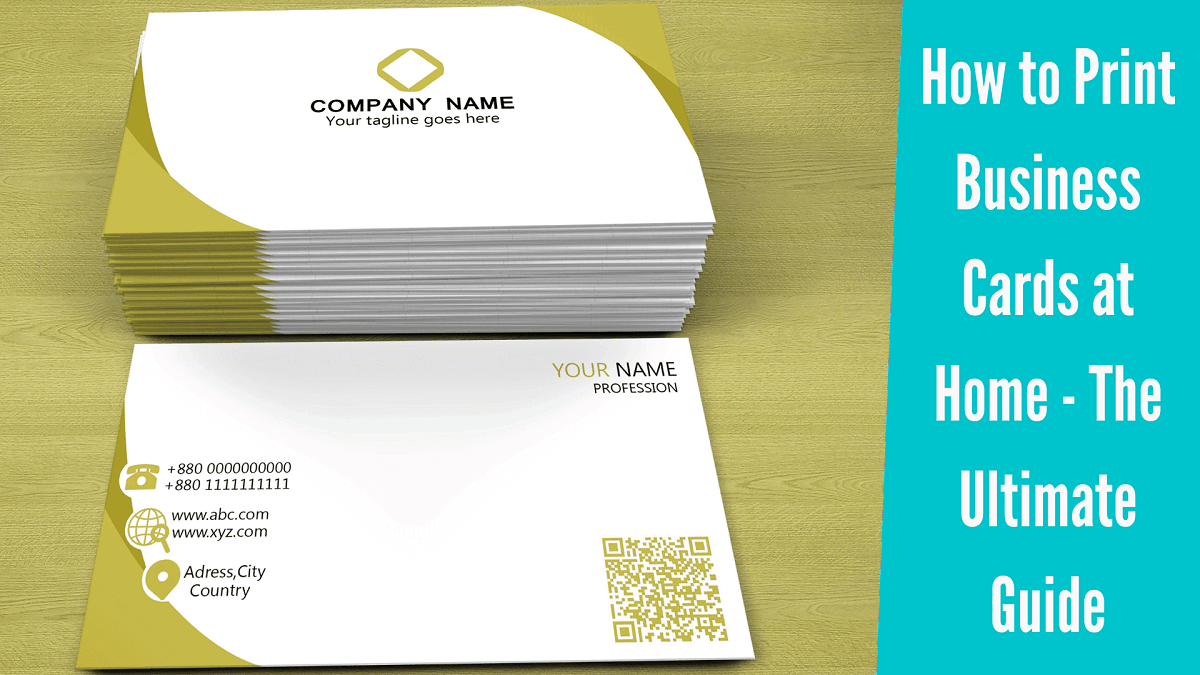 COMPANY NAME
Your tagline goes here
YOUR NAME
PROFESSION
+880 0000000000
+880 1111111111
www.abc.com
www.xyz.com
Adress,City
Country
How to Print
Business
Cards at
Home - The
Ultimate
Guide